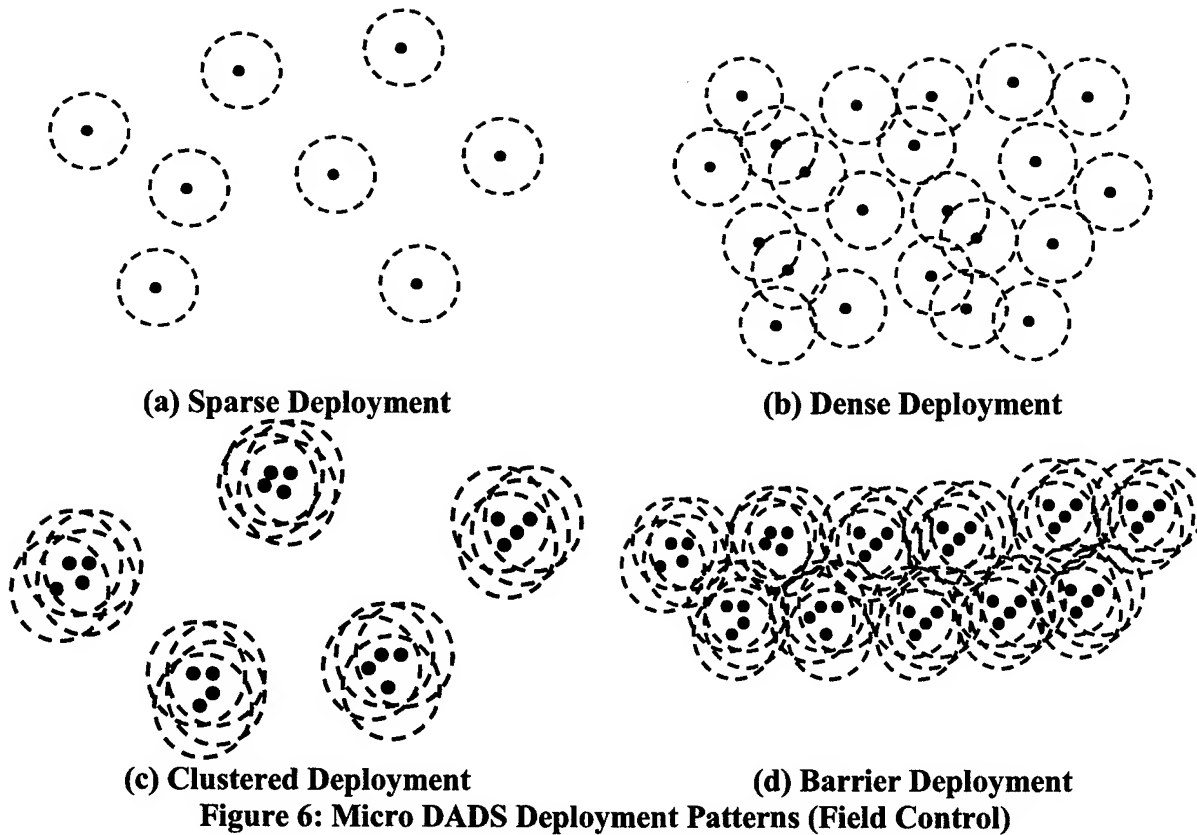 (a) Sparse Deployment
(b) Dense Deployment
(c) Clustered Deployment
(d) Barrier Deployment
Figure 6: Micro DADS Deployment Patterns (Field Control)